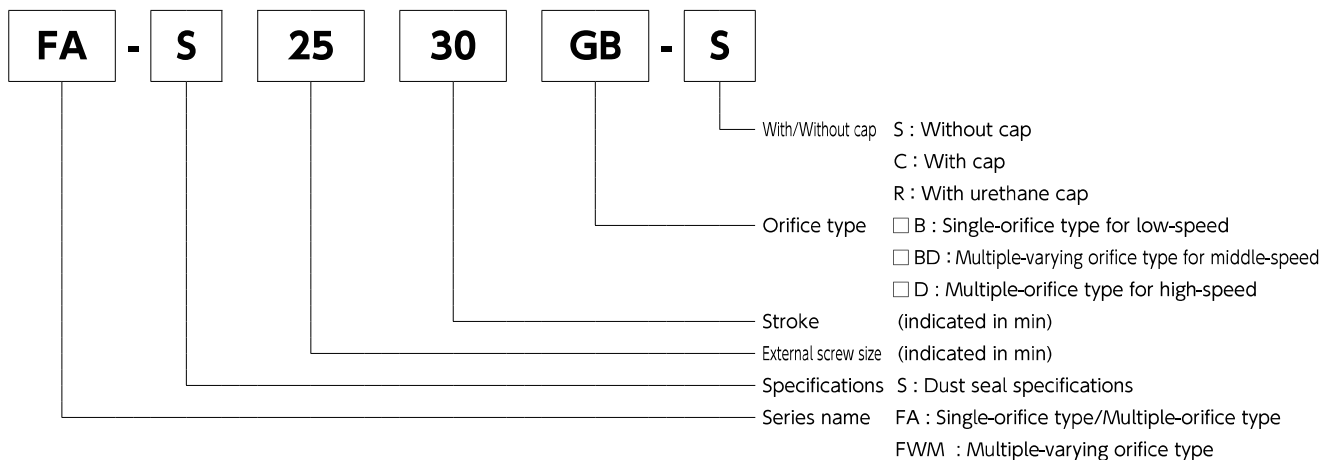 FA - S 25 30 GB - S
With/Without cap S : Without cap
C : With cap
R : With urethane cap
Orifice type □ B : Single-orifice type for low-speed
□ BD : Multiple-varying orifice type for middle-speed
□ D : Multiple-orifice type for high-speed
Stroke (indicated in min)
External screw size (indicated in min)
Specifications S : Dust seal specifications
Series name FA : Single-orifice type/Multiple-orifice type
FWM : Multiple-varying orifice type